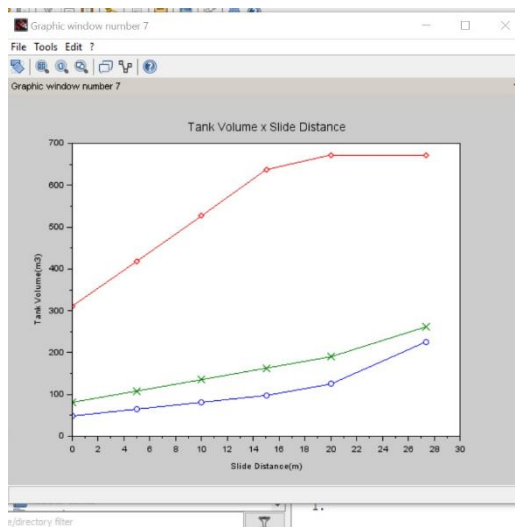 Graphic window number 7
File Tools Edit ?
Graphic window number 7
Tank Volume x Slide Distance
700
600
500
400
300
200
100
0
Tank Volume(m3)
0 2 4 6 8 10 12 14 16 18 20 22 24 26 28 30
Slide Distance(m)
e/directory filter
1.